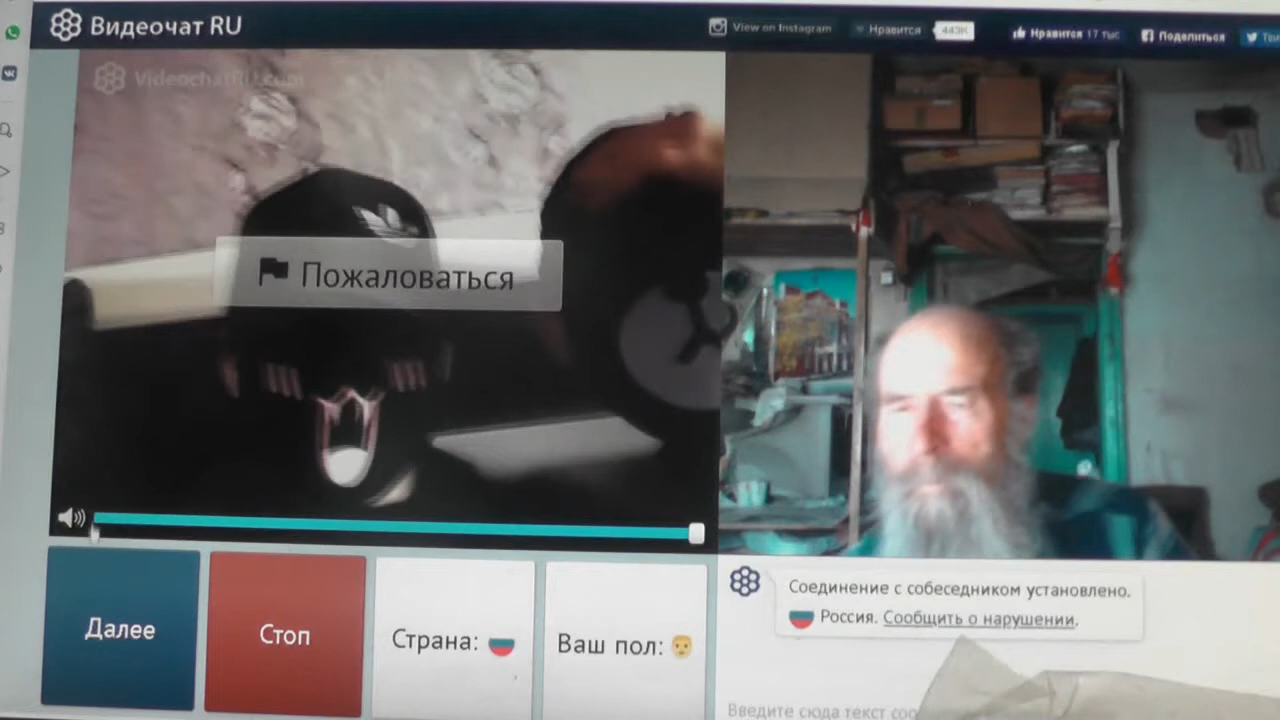 Видеочат RU
View on Instagram
Нравится
443K
Нравится 17 тыс
Поделиться
VideochatRU.com
Пожаловаться
Далее
Стоп
Страна:
Ваш пол:
Соединение с собеседником установлено.
Россия. Сообщить о нарушении.
Введите сюда текст